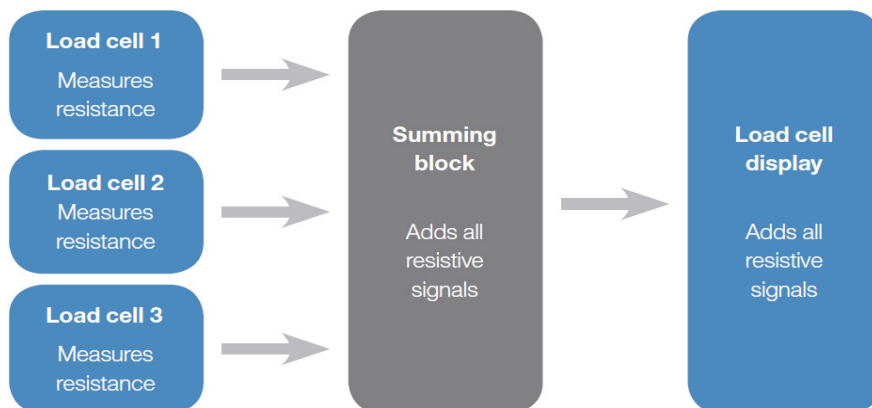 Load cell 1
Measures
resistance
Load cell 2
Measures
resistance
Load cell 3
Measures
resistance
Summing
block
Adds all
resistive
signals
Load cell
display
Adds all
resistive
signals